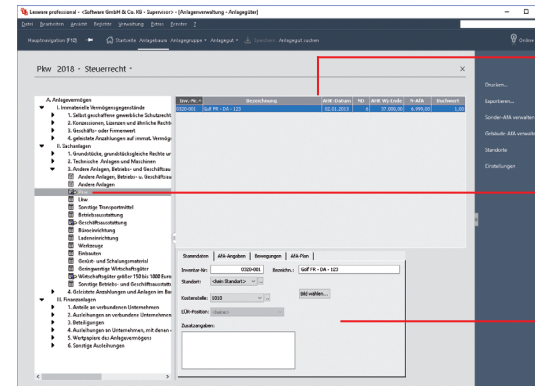 Lexware professional - <Software GmbH & Co. KG - Supervisor> - [Anlagenverwaltung - Anlagegüter]
Datei Bearbeiten Ansicht Berichte Verwaltung Extras Fenster ?
Hauptnavigation [F12] Startseite Anlagebaum Anlagegruppe Anlagegut Speichern Anlagegut suchen Online
Pkw 2018 - Steuerrecht
Drucken...
Exportieren...
Sonder-AfA verwalten
Gebäude-AfA verwalten
Standorte
Einstellungen
A. Anlagevermögen
I. Immaterielle Vermögensgegenstände
1. Selbst geschaffene gewerbliche Schutzrecht
2. Konzessionen, Lizenzen und ähnliche Rechte
3. Geschäfts- oder Firmenwert
4. geleistete Anzahlungen auf immat. Vermög
II. Sachanlagen
1. Grundstücke, grundstücksgleiche Rechte ur
2. Technische Anlagen und Maschinen
3. Andere Anlagen, Betriebs- und Geschäftsau
Andere Anlagen, Betriebs- u. Geschäftsau
Andere Anlagen
Pkw
Lkw
Sonstige Transportmittel
Betriebsausstattung
Geschäftsausstattung
Büroeinrichtung
Ladeneinrichtung
Werkzeuge
Einbauten
Gerüst- und Schalungsmaterial
Geringwertige Wirtschaftsgüter
Wirtschaftsgüter größer 150 bis 1000 Euro
Sonstige Betriebs- und Geschäftsausstatt
4. Geleistete Anzahlungen und Anlagen im Ba
III. Finanzanlagen
1. Anteile an verbundenen Unternehmen
2. Ausleihungen an verbundene Unternehmen
3. Beteiligungen
4. Ausleihungen an Unternehmen, mit denen e
5. Wertpapiere des Anlagevermögens
6. Sonstige Ausleihungen
Inv.-Nr. Bezeichnung AHK-Datum ND AHK Wj-Ende N-AfA Buchwert
0320-001 Golf FR - DA - 123 02.01.2013 6 37.000,00 6.999,00 1,00
Stammdaten AfA-Angaben Bewegungen AfA-Plan
Inventar-Nr: 0320-001 Bezeichn.: Golf FR - DA - 123
Standort: <kein Standort>
Bild wählen...
Kostenstelle: 1010
EÜR-Position: <keine>
Zusatzangaben: